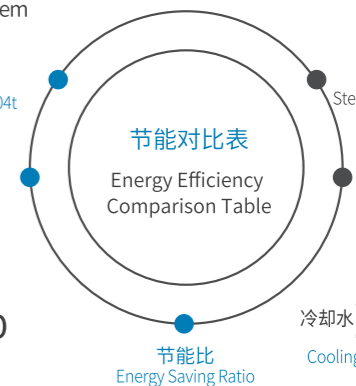 em
04t
Ste
节能对比表
Energy Efficiency
Comparison Table
0
冷却水
节能比
Cooling
Energy Saving Ratio